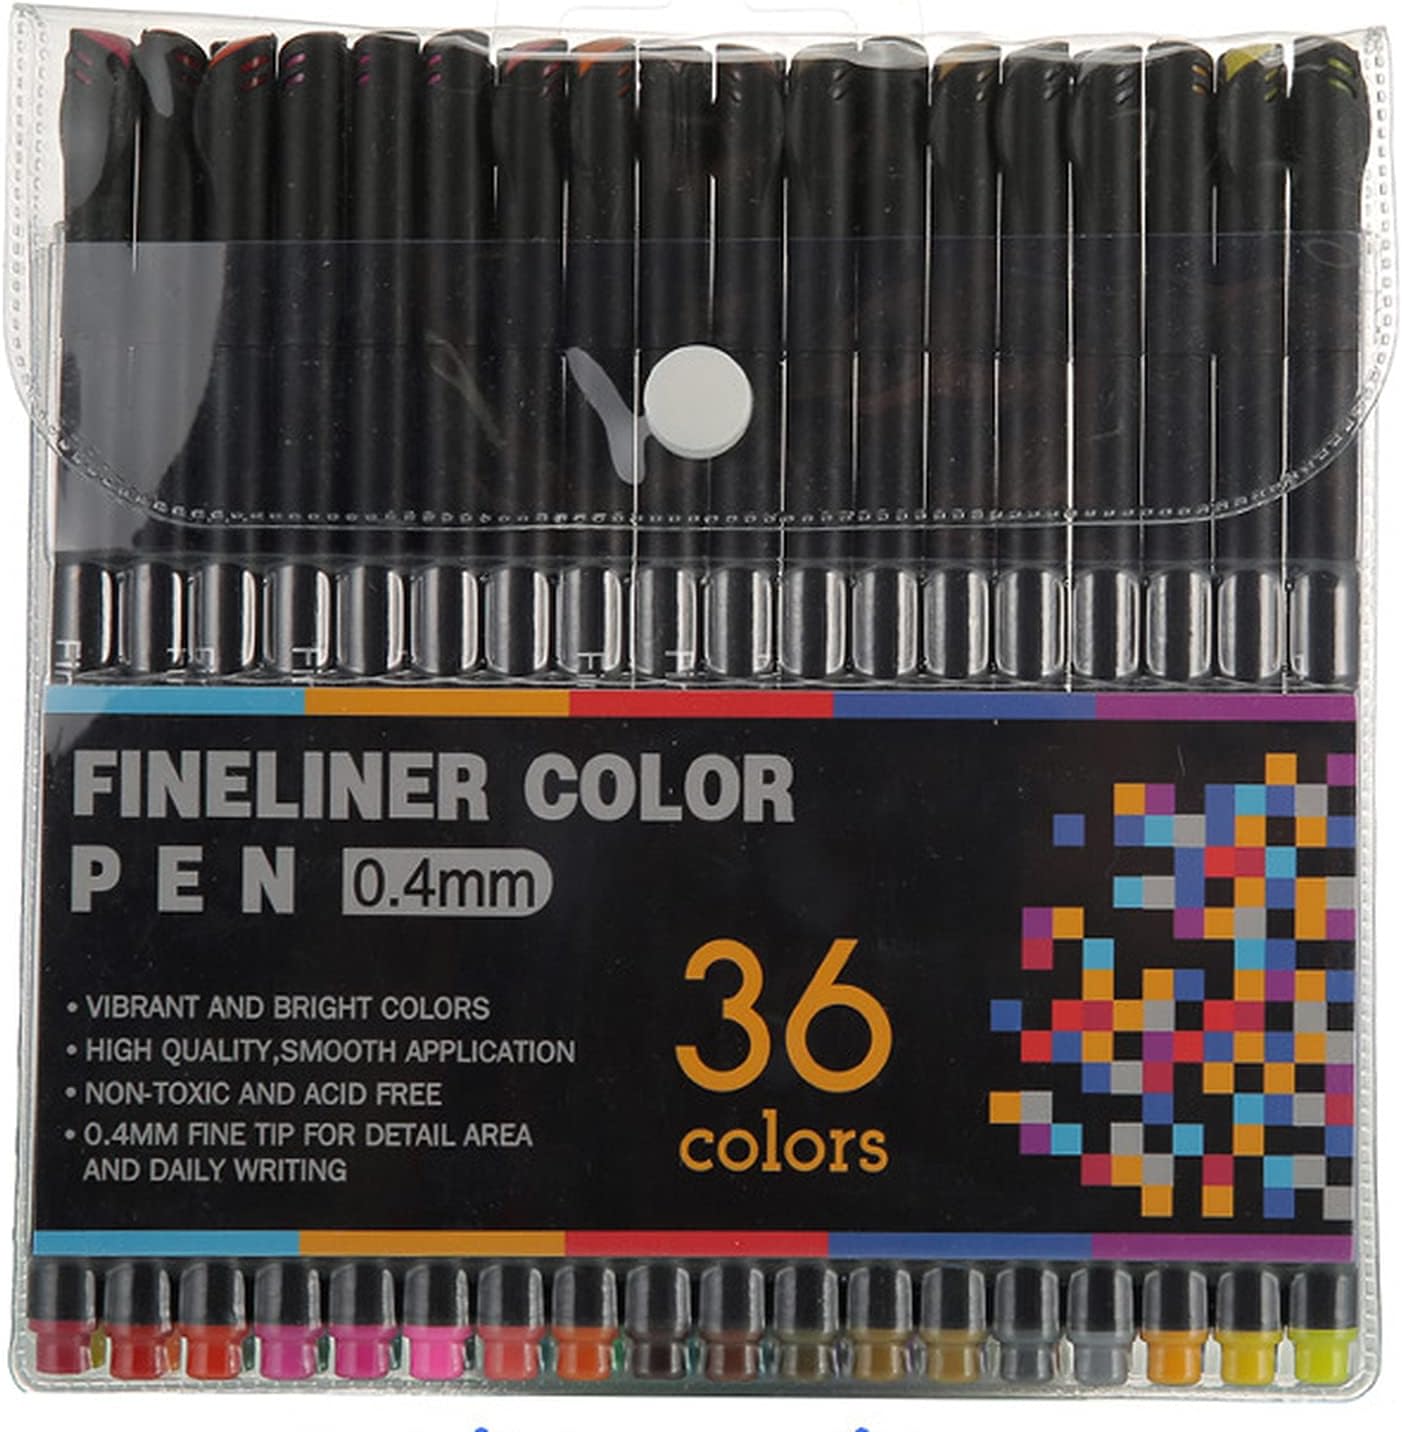 FINELINER COLOR
PEN 0.4mm
• VIBRANT AND BRIGHT COLORS
• HIGH QUALITY,SMOOTH APPLICATION
• NON-TOXIC AND ACID FREE
• 0.4MM FINE TIP FOR DETAIL AREA
AND DAILY WRITING
36
colors